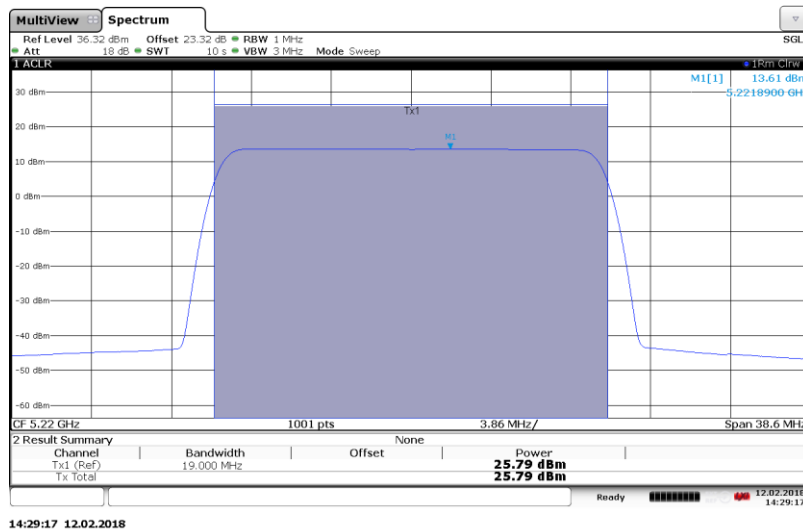 MultiView Spectrum
Ref Level 36.32 dBm Offset 23.32 dB RBW 1 MHz SGL
Att 18 dB SWT 10 s VBW 3 MHz Mode Sweep
1 ACLR 1Rm Clrw
M1[1] 13.61 dBm
5.2218900 GHz
30 dBm
Tx1
20 dBm
M1
10 dBm
0 dBm
-10 dBm
-20 dBm
-30 dBm
-40 dBm
-50 dBm
-60 dBm
CF 5.22 GHz 1001 pts 3.86 MHz/ Span 38.6 MHz
2 Result Summary None
Channel Bandwidth Offset Power
Tx1 (Ref) 19.000 MHz 25.79 dBm
Tx Total 25.79 dBm
Ready 12.02.2018
14:29:17
14:29:17 12.02.2018